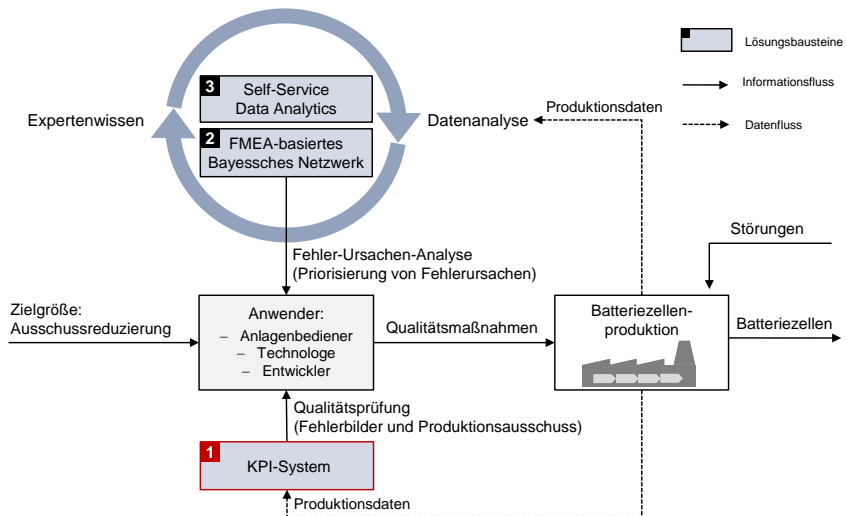 3
Self-Service
Data Analytics
2
FMEA-basiertes
Bayessches Netzwerk
Expertenwissen
Datenanalyse
Produktionsdaten
Lösungsbausteine
Informationsfluss
Datenfluss
Fehler-Ursachen-Analyse
(Priorisierung von Fehlerursachen)
Störungen
Zielgröße:
Ausschussreduzierung
Anwender:
– Anlagenbediener
– Technologe
– Entwickler
Qualitätsmaßnahmen
Batteriezellen-
produktion
Batteriezellen
Qualitätsprüfung
(Fehlerbilder und Produktionsausschuss)
1
KPI-System
Produktionsdaten